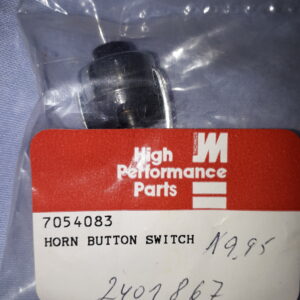 High
Performance
Parts
M
7054083
HORN BUTTON SWITCH
19,95
2401867